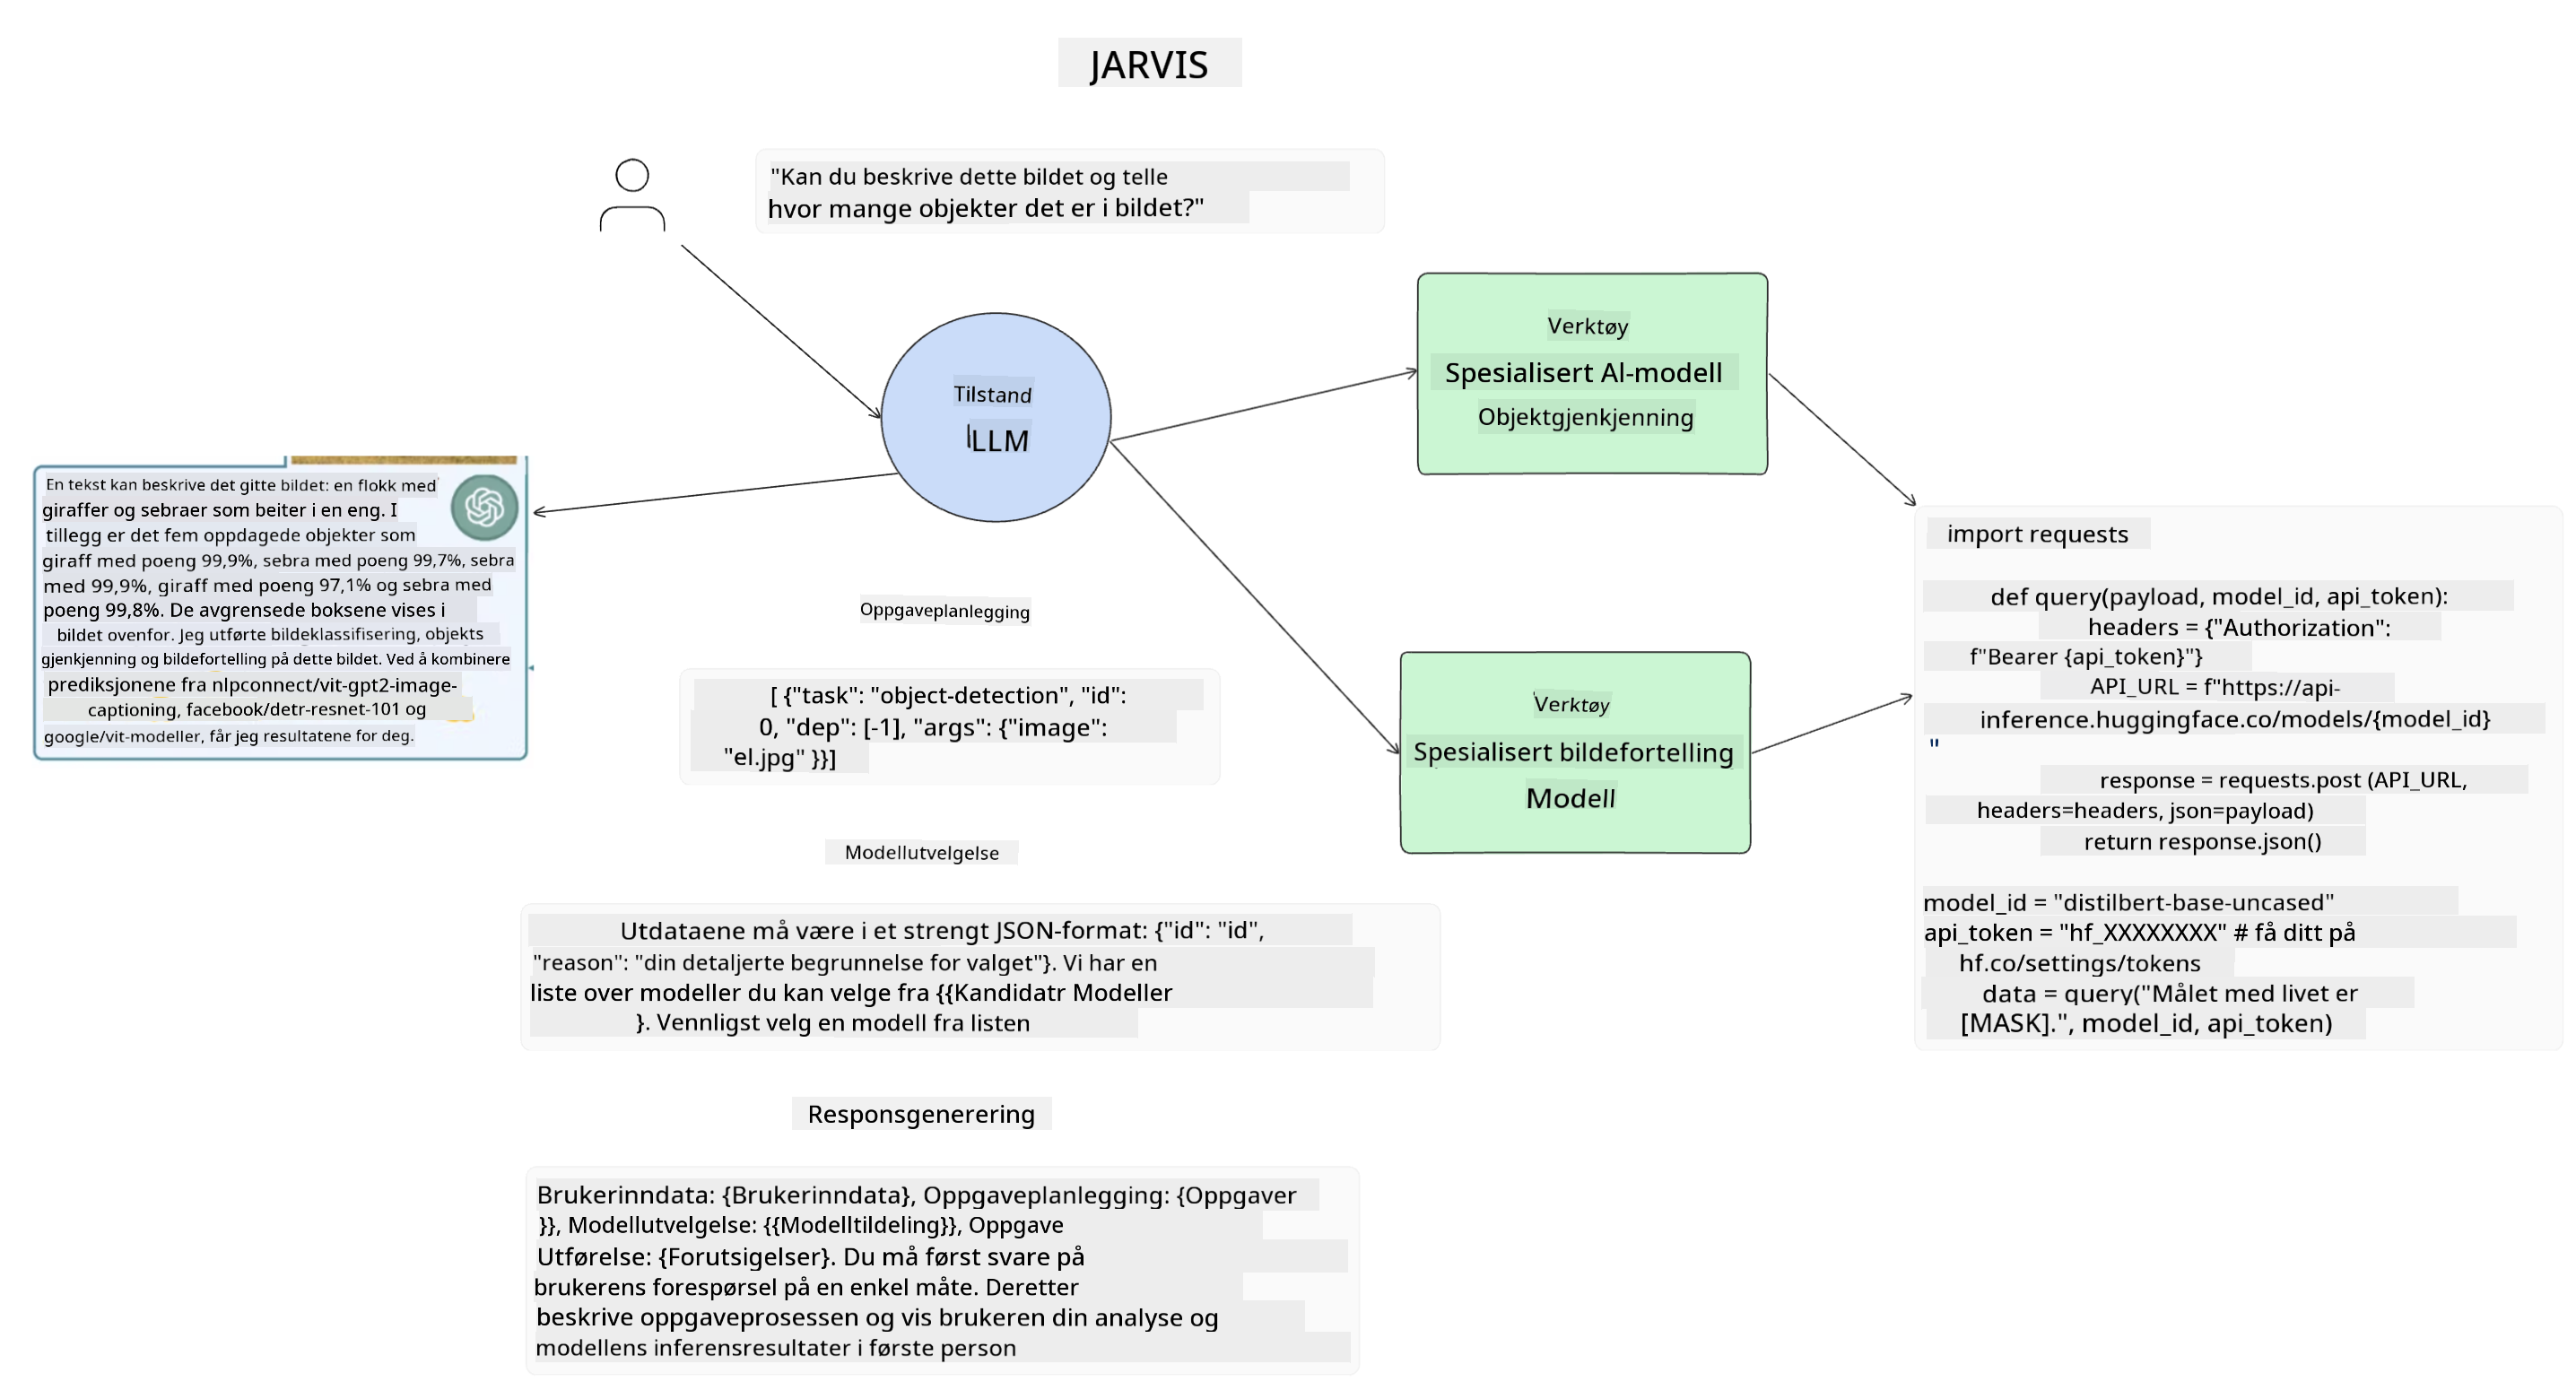 JARVIS
"Kan du beskrive dette bildet og telle
hvor mange objekter det er i bildet?"
Tilstand
LLM
Verktøy
Spesialisert AI-modell
Objektgjenkjenning
En tekst kan beskrive det gitte bildet: en flokk med
giraffer og sebraer som beiter i en eng. I
tillegg er det fem oppdagede objekter som
giraff med poeng 99,9%, sebra med poeng 99,7%, sebra
med 99,9%, giraff med poeng 97,1% og sebra med
poeng 99,8%. De avgrensede boksene vises i
bildet ovenfor. Jeg utførte bildeklassifisering, objekts
gjenkjenning og bildefortelling på dette bildet. Ved å kombinere
prediksjonene fra nlpconnect/vit-gpt2-image-
captioning, facebook/detr-resnet-101 og
google/vit-modeller, får jeg resultatene for deg.
Oppgaveplanlegging
[ {"task": "object-detection", "id":
0, "dep": [-1], "args": {"image":
"el.jpg" }}]
Verktøy
Spesialisert bildefortelling
Modell
import requests
def query(payload, model_id, api_token):
headers = {"Authorization":
f"Bearer {api_token}"}
API_URL = f"https://api-
inference.huggingface.co/models/{model_id}
"
response = requests.post (API_URL,
headers=headers, json=payload)
return response.json()
model_id = "distilbert-base-uncased"
api_token = "hf_XXXXXXXX" # få ditt på
hf.co/settings/tokens
data = query("Målet med livet er
[MASK].", model_id, api_token)
Modellutvelgelse
Utdataene må være i et strengt JSON-format: {"id": "id",
"reason": "din detaljerte begrunnelse for valget"}. Vi har en
liste over modeller du kan velge fra {{Kandidatr Modeller
}. Vennligst velg en modell fra listen
Responsgenerering
Brukerinndata: {Brukerinndata}, Oppgaveplanlegging: {Oppgaver
}}, Modellutvelgelse: {{Modelltildeling}}, Oppgave
Utførelse: {Forutsigelser}. Du må først svare på
brukerens forespørsel på en enkel måte. Deretter
beskrive oppgaveprosessen og vis brukeren din analyse og
modellens inferensresultater i første person